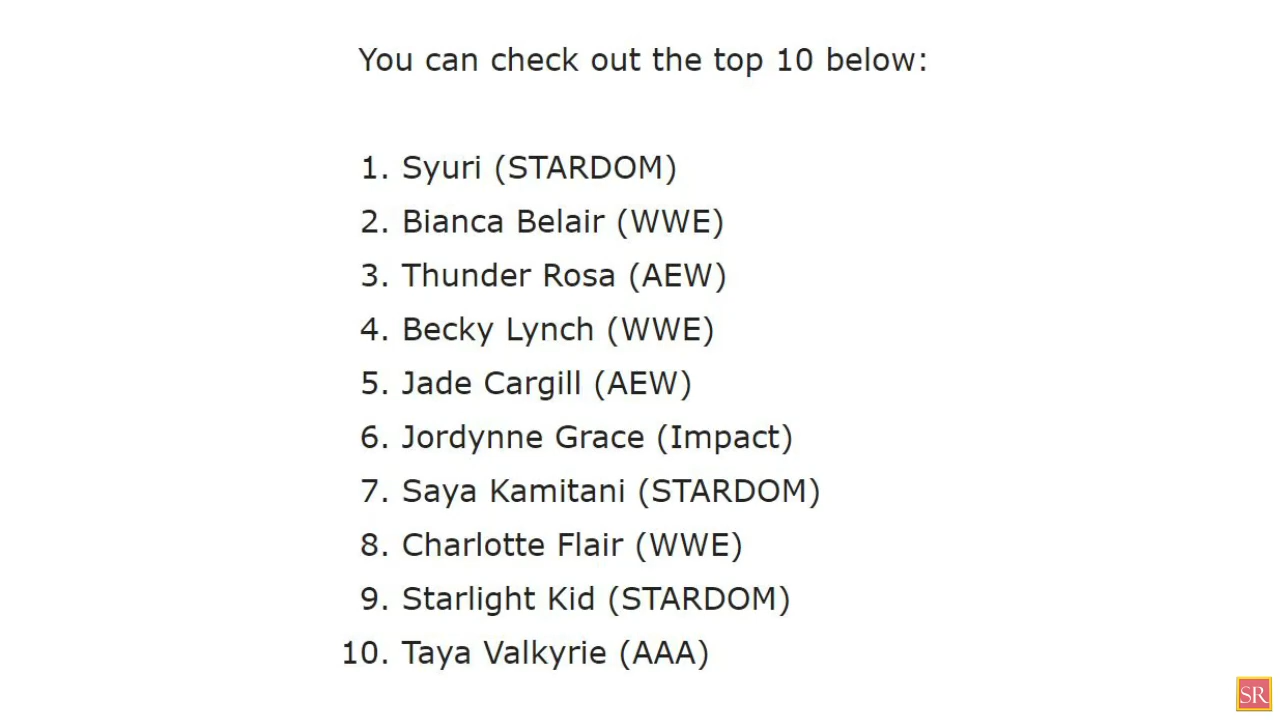 You can check out the top 10 below:
1. Syuri (STARDOM)
2. Bianca Belair (WWE)
3. Thunder Rosa (AEW)
4. Becky Lynch (WWE)
5. Jade Cargill (AEW)
6. Jordynne Grace (Impact)
7. Saya Kamitani (STARDOM)
8. Charlotte Flair (WWE)
9. Starlight Kid (STARDOM)
10. Taya Valkyrie (AAA)
SR